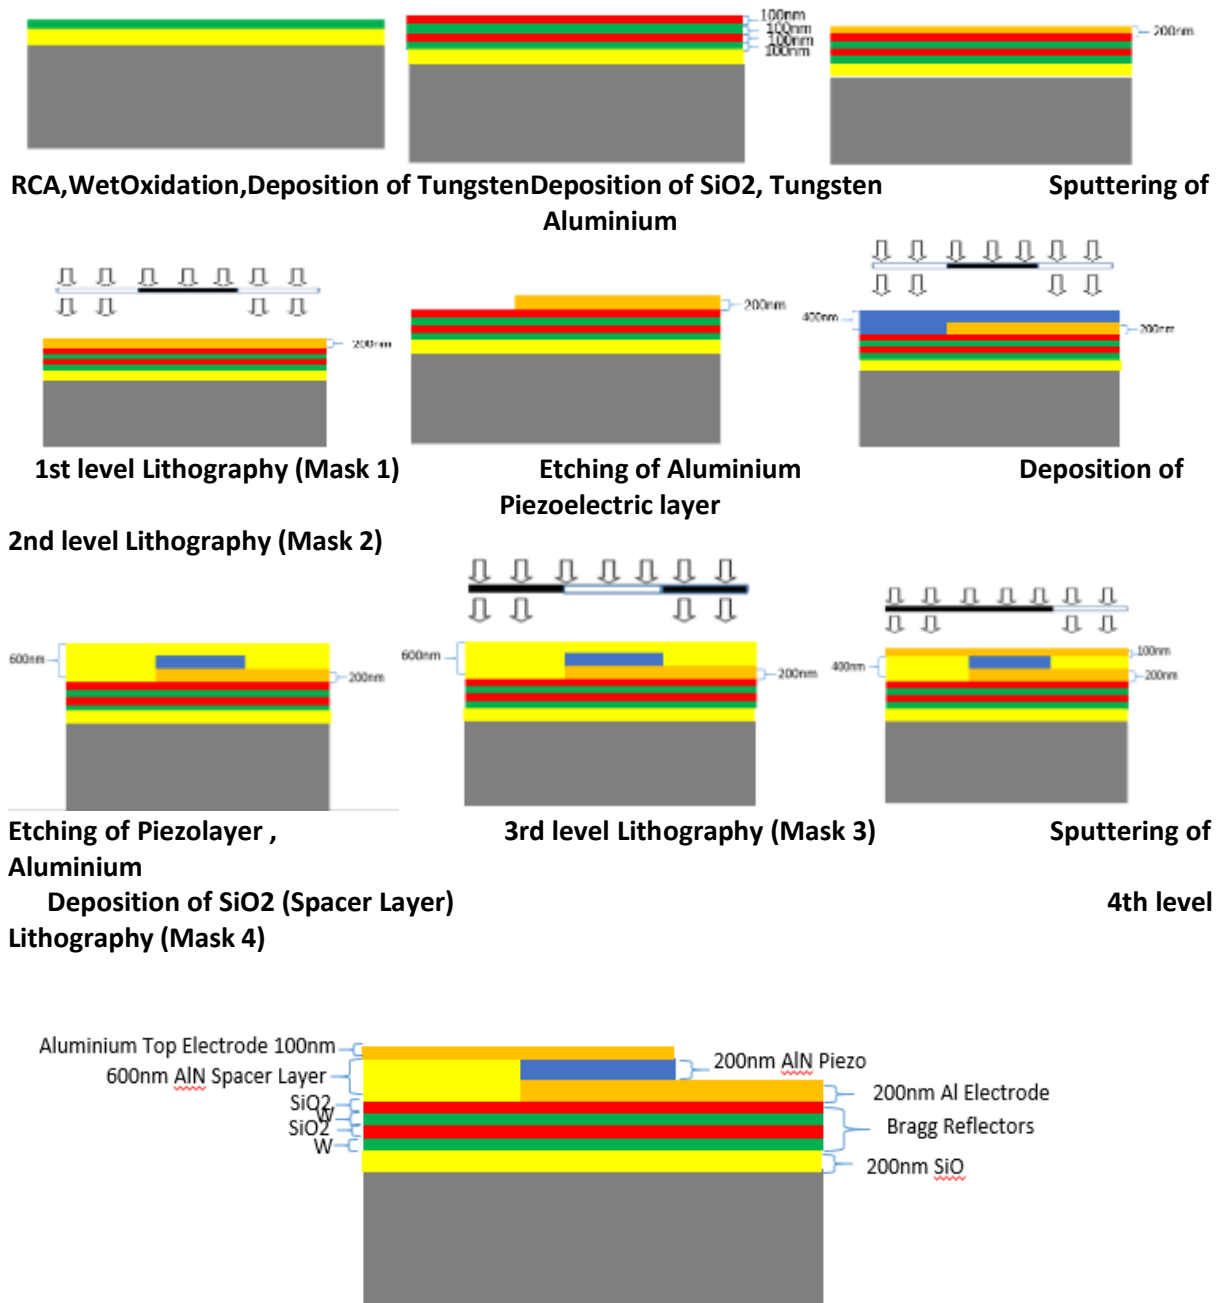 100nm
100nm
100nm
100nm
200nm
RCA,WetOxidation,Deposition of TungstenDeposition of SiO2, Tungsten Sputtering of
Aluminium
200nm
200nm
400nm
200nm
1st level Lithography (Mask 1) Etching of Aluminium Deposition of
Piezoelectric layer
2nd level Lithography (Mask 2)
600nm
200nm
600nm
200nm
400nm
100nm
200nm
Etching of Piezolayer , 3rd level Lithography (Mask 3) Sputtering of
Aluminium
Deposition of SiO2 (Spacer Layer) 4th level
Lithography (Mask 4)
Aluminium Top Electrode 100nm
600nm AlN Spacer Layer
200nm AlN Piezo
SiO2
W
SiO2
W
200nm Al Electrode
Bragg Reflectors
200nm SiO